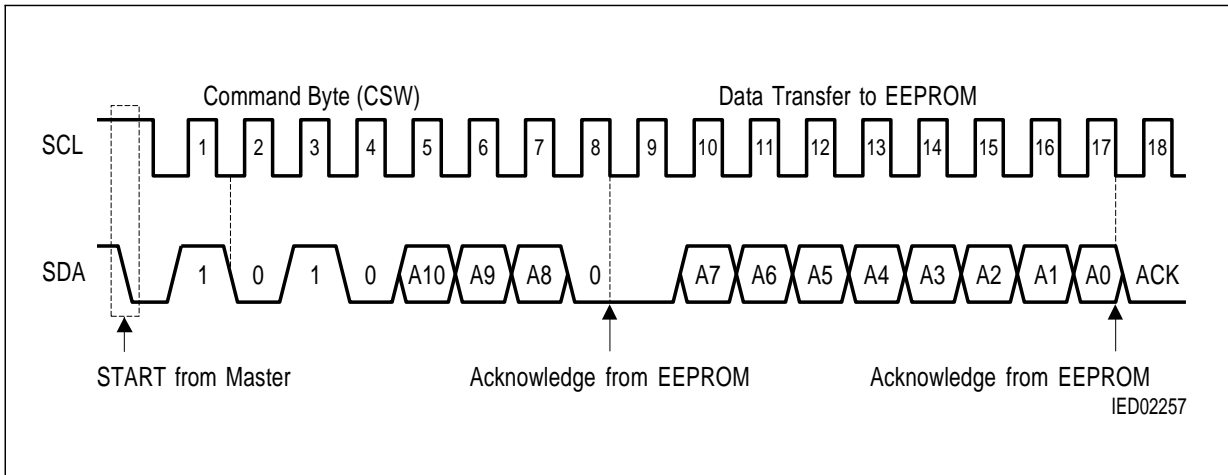 Command Byte (CSW) Data Transfer to EEPROM
SCL 1 2 3 4 5 6 7 8 9 10 11 12 13 14 15 16 17 18
SDA 1 0 1 0 A10 A9 A8 0 A7 A6 A5 A4 A3 A2 A1 A0 ACK
START from Master Acknowledge from EEPROM Acknowledge from EEPROM
IED02257